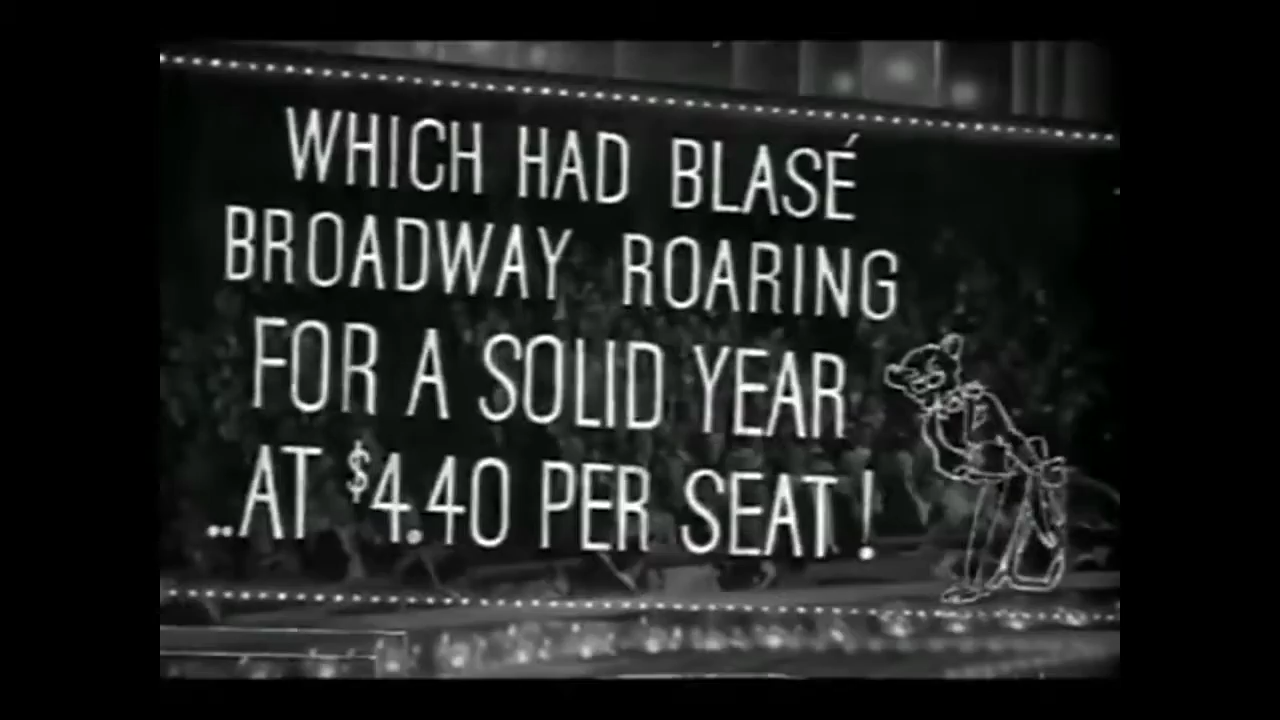 WHICH HAD BLASÉ
BROADWAY ROARING
FOR A SOLID YEAR
..AT $4.40 PER SEAT!